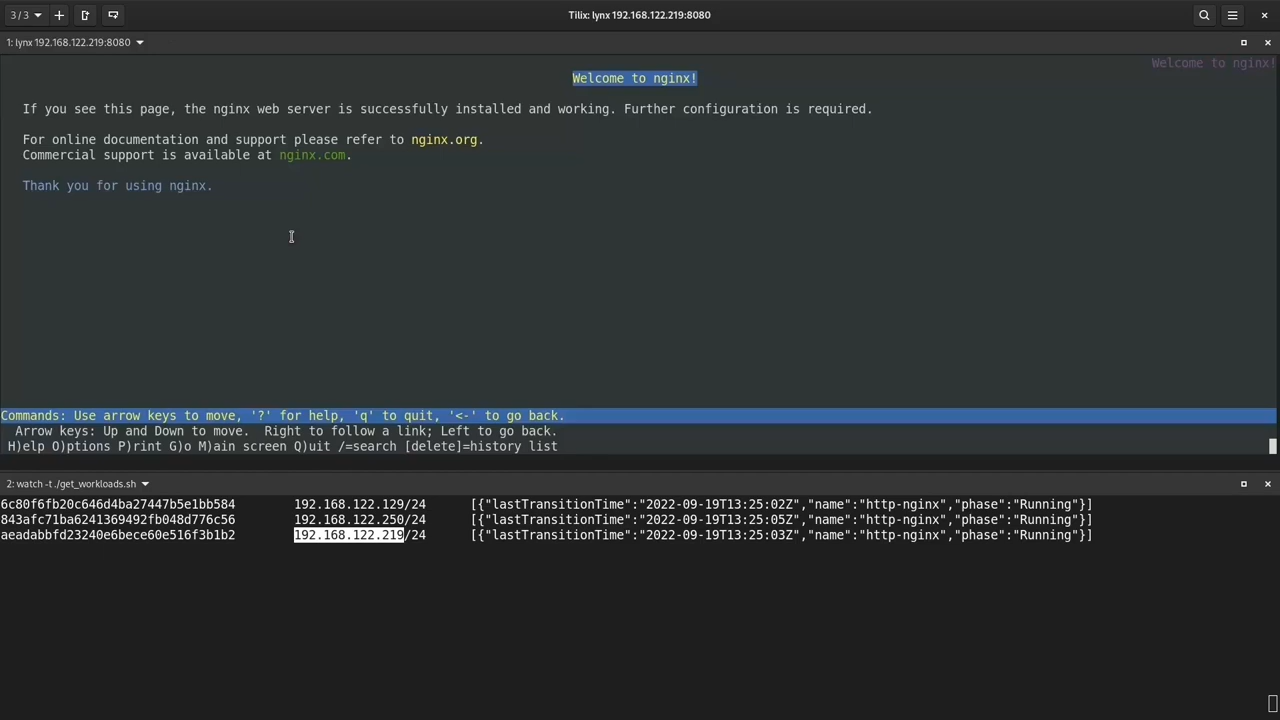 3 / 3
Tilix: lynx 192.168.122.219:8080
1: lynx 192.168.122.219:8080
Welcome to nginx!
Welcome to nginx!
If you see this page, the nginx web server is successfully installed and working. Further configuration is required.
For online documentation and support please refer to nginx.org.
Commercial support is available at nginx.com.
Thank you for using nginx.
Commands: Use arrow keys to move, '?' for help, 'q' to quit, '<-' to go back.
Arrow keys: Up and Down to move.  Right to follow a link; Left to go back.
H)elp O)ptions P)rint G)o M)ain screen Q)uit /=search [delete]=history list
2: watch -t ./get_workloads.sh
6c80f6fb20c646d4ba27447b5e1bb584 192.168.122.129/24 [{"lastTransitionTime":"2022-09-19T13:25:02Z","name":"http-nginx","phase":"Running"}]
843afc71ba6241369492fb048d776c56 192.168.122.250/24 [{"lastTransitionTime":"2022-09-19T13:25:05Z","name":"http-nginx","phase":"Running"}]
aeadabbfd23240e6bece60e516f3b1b2 192.168.122.219/24 [{"lastTransitionTime":"2022-09-19T13:25:03Z","name":"http-nginx","phase":"Running"}]